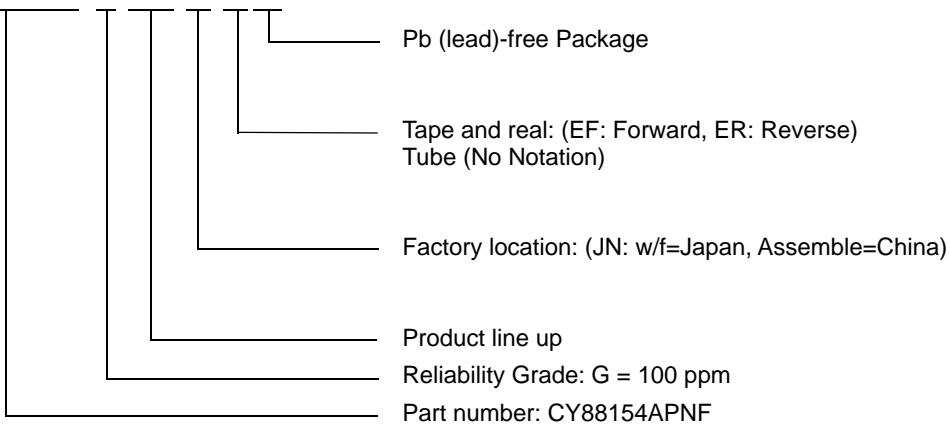 Pb (lead)-free Package
Tape and real: (EF: Forward, ER: Reverse)
Tube (No Notation)
Factory location: (JN: w/f=Japan, Assemble=China)
Product line up
Reliability Grade: G = 100 ppm
Part number: CY88154APNF